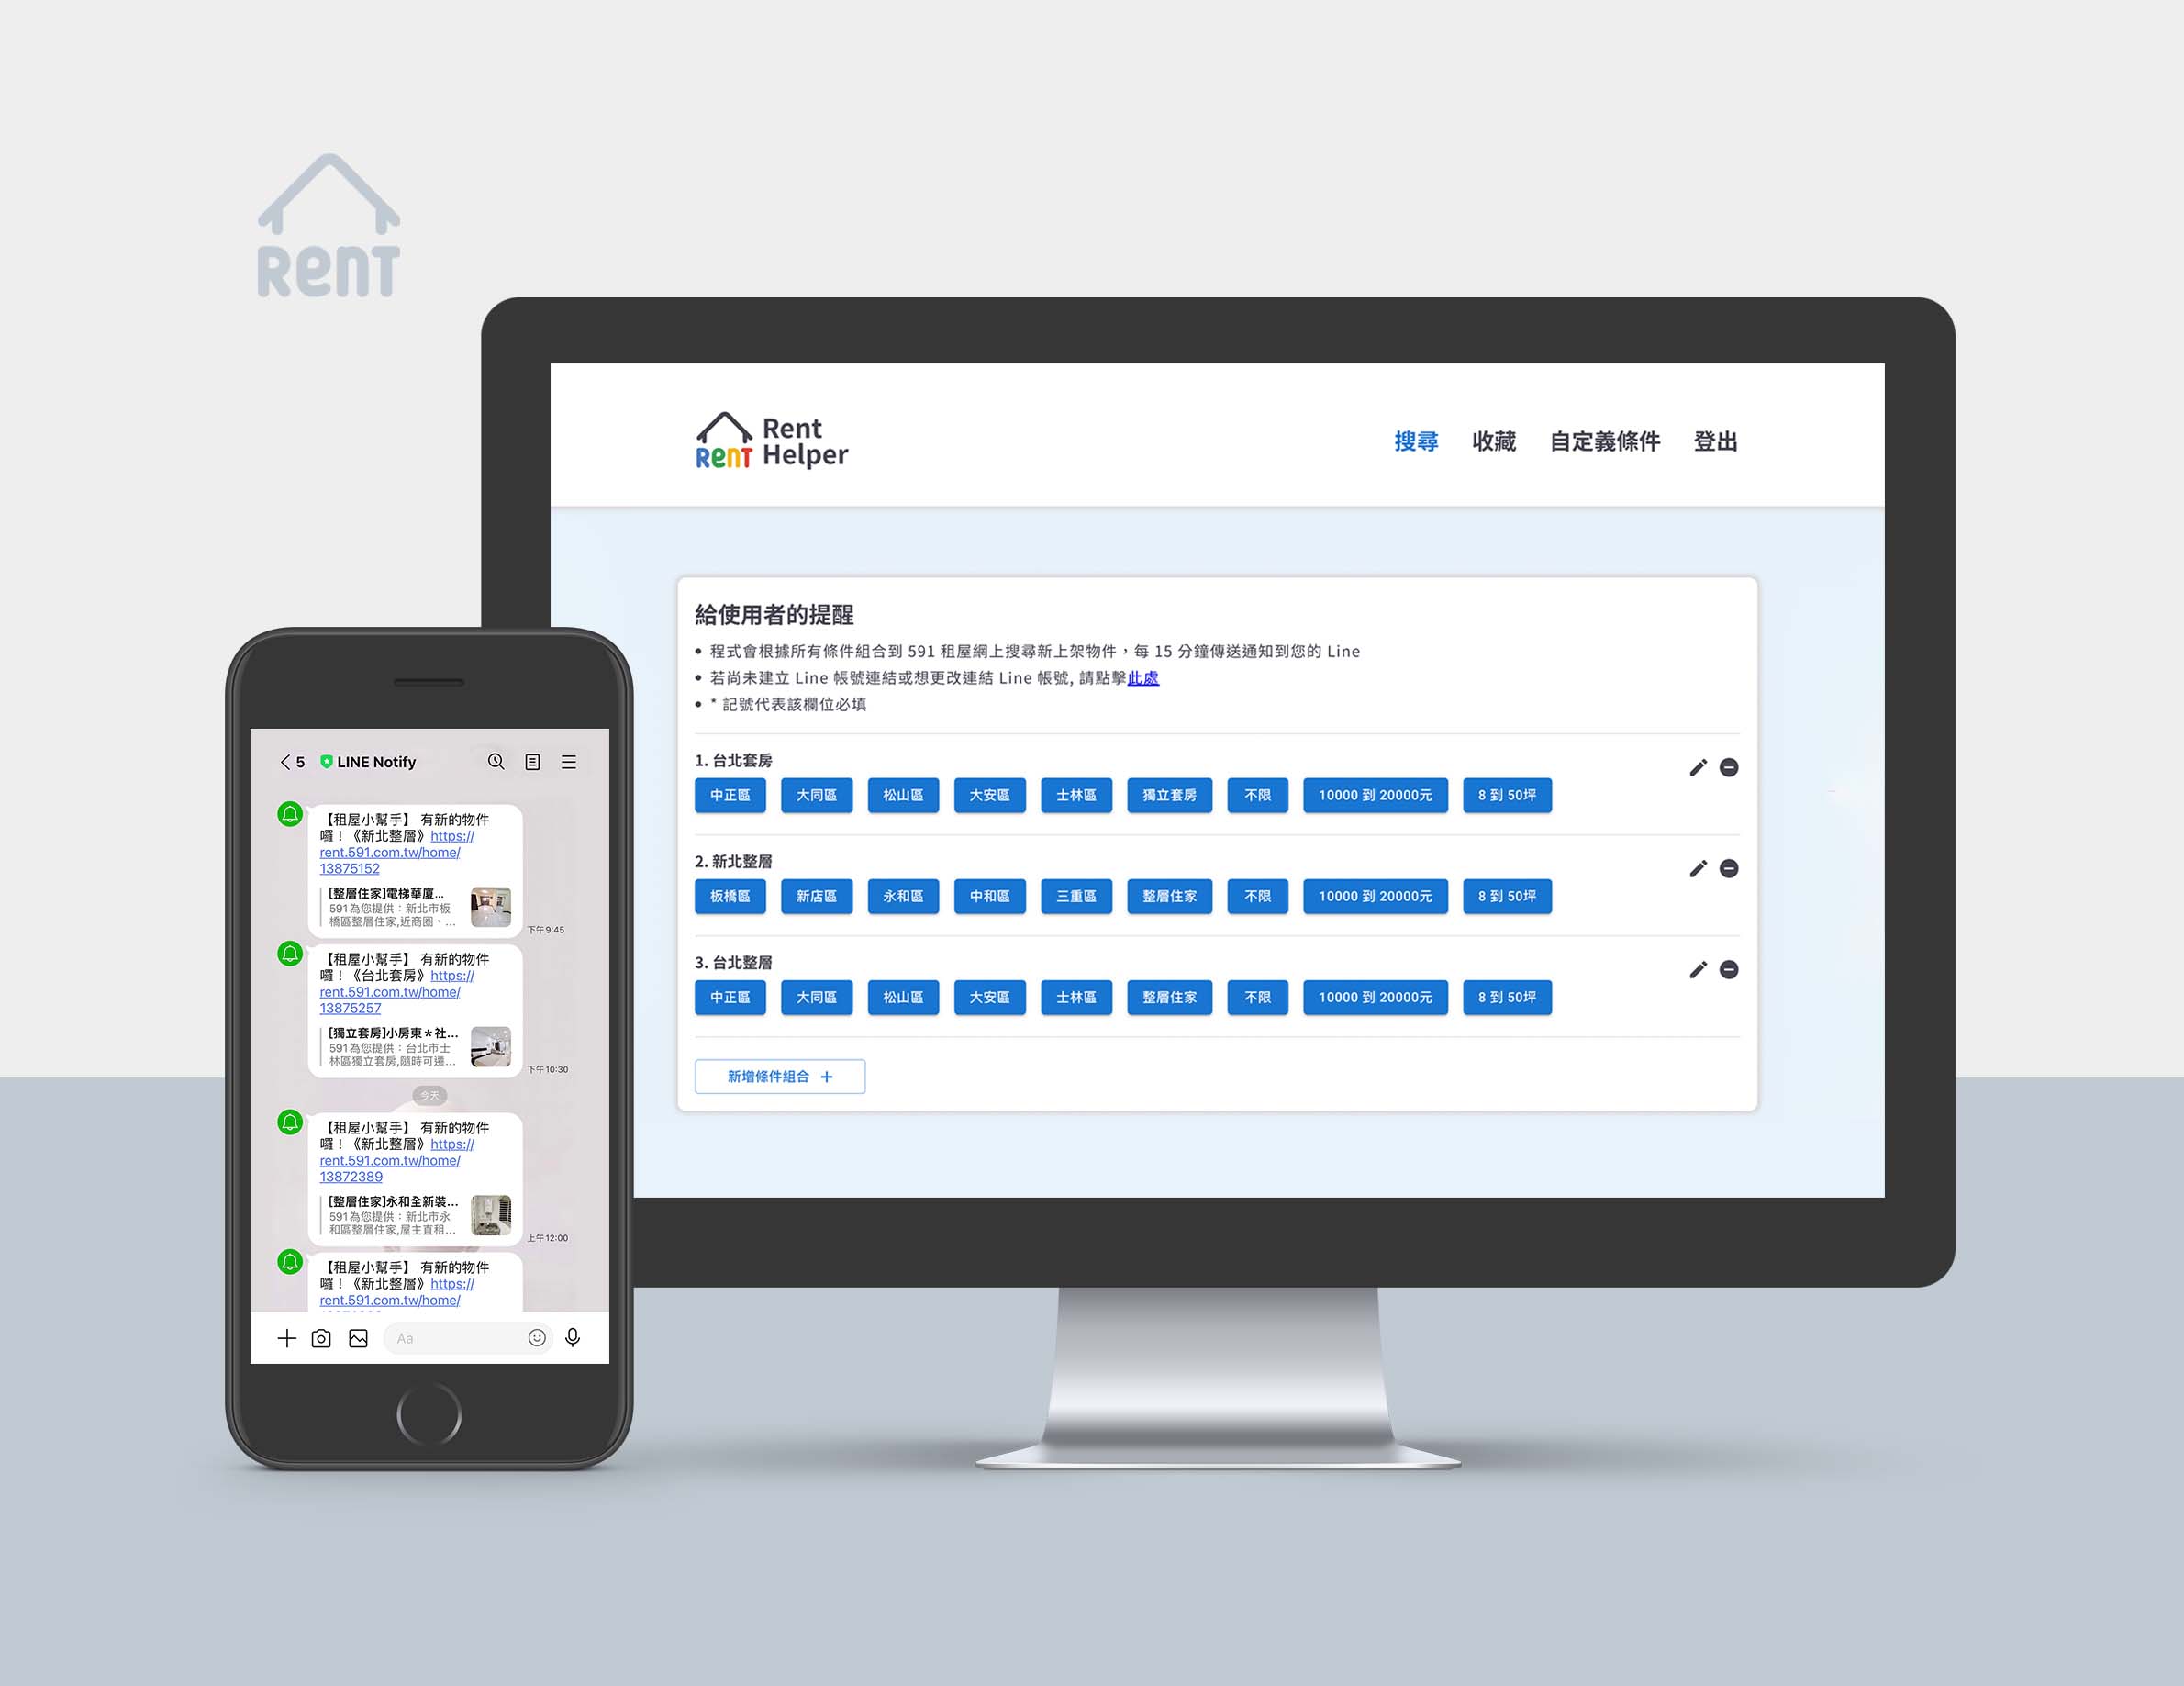 RenT
Rent
RenT Helper
搜尋 收藏 自定義條件 登出
給使用者的提醒
• 程式會根據所有條件組合到 591 租屋網上搜尋新上架物件，每 15 分鐘傳送通知到您的 Line
• 若尚未建立 Line 帳號連結或想更改連結 Line 帳號, 請點擊此處
• * 記號代表該欄位必填
1. 台北套房
中正區 大同區 松山區 大安區 士林區 獨立套房 不限 10000 到 20000元 8 到 50坪
2. 新北整層
板橋區 新店區 永和區 中和區 三重區 整層住家 不限 10000 到 20000元 8 到 50坪
3. 台北整層
中正區 大同區 松山區 大安區 士林區 整層住家 不限 10000 到 20000元 8 到 50坪
新增條件組合 +
5 LINE Notify
【租屋小幫手】 有新的物件
囉！《新北整層》https://
rent.591.com.tw/home/
13875152
[整層住家]電梯華廈...
591為您提供：新北市板
橋區整層住家,近商圈、...
下午9:45
【租屋小幫手】 有新的物件
囉！《台北套房》https://
rent.591.com.tw/home/
13875257
[獨立套房]小房東＊社...
591為您提供：台北市士
林區獨立套房,隨時可遷...
下午10:30
今天
【租屋小幫手】 有新的物件
囉！《新北整層》https://
rent.591.com.tw/home/
13872389
[整層住家]永和全新裝...
591為您提供：新北市永
和區整層住家,屋主直租...
上午12:00
【租屋小幫手】 有新的物件
囉！《新北整層》https://
rent.591.com.tw/home/
Aa